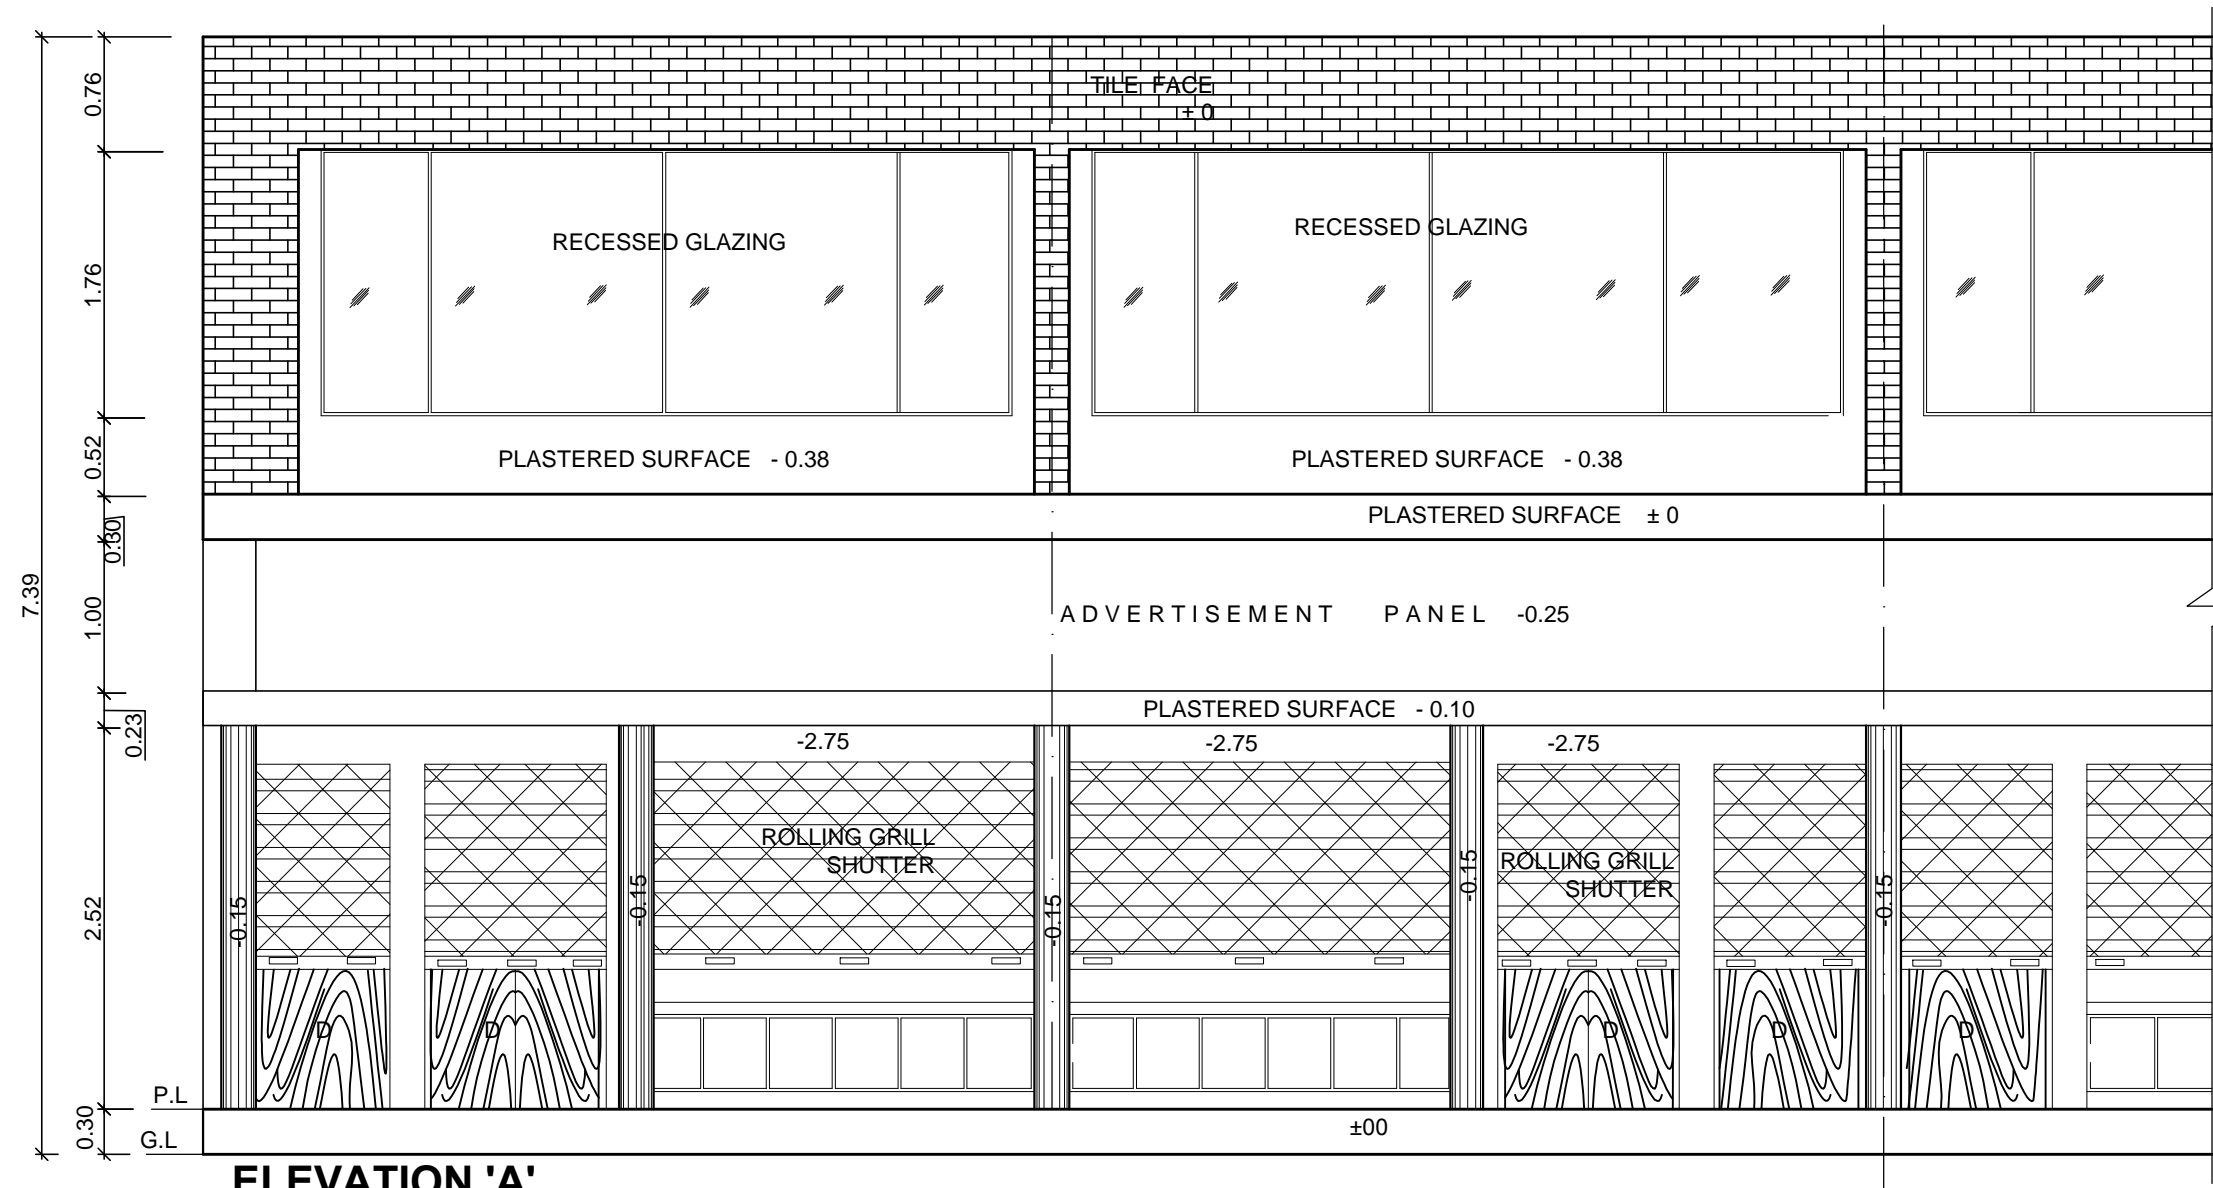 0.76
TILE FACE
± 0
1.76
RECESSED GLAZING
RECESSED GLAZING
0.52
PLASTERED SURFACE - 0.38
PLASTERED SURFACE - 0.38
0.30
PLASTERED SURFACE ± 0
7.39
1.00
ADVERTISEMENT PANEL -0.25
0.23
PLASTERED SURFACE - 0.10
-2.75
-2.75
-2.75
ROLLING GRILL
SHUTTER
ROLLING GRILL
SHUTTER
2.52
-0.15
-0.15
-0.15
-0.15
-0.15
D
D
D
D
D
P.L
0.30
G.L
±00
ELEVATION 'A'